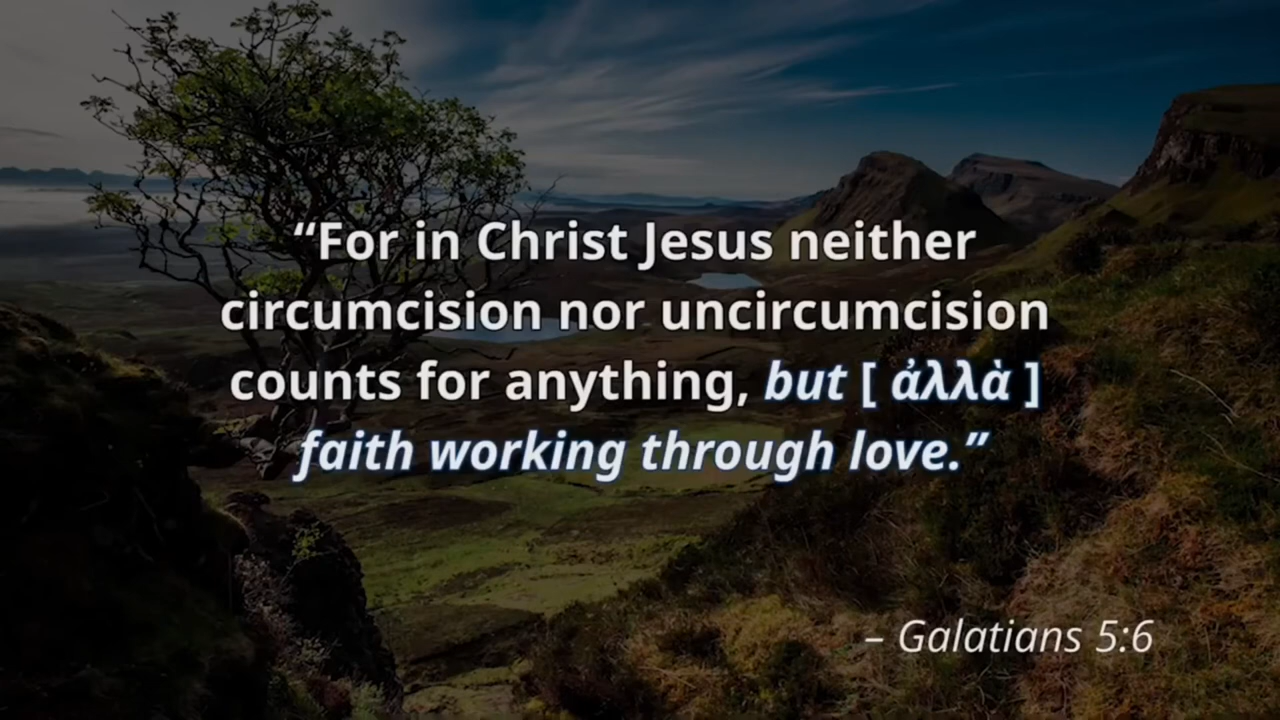 “For in Christ Jesus neither
circumcision nor uncircumcision
counts for anything, but [ ἀλλὰ ]
faith working through love.”
– Galatians 5:6